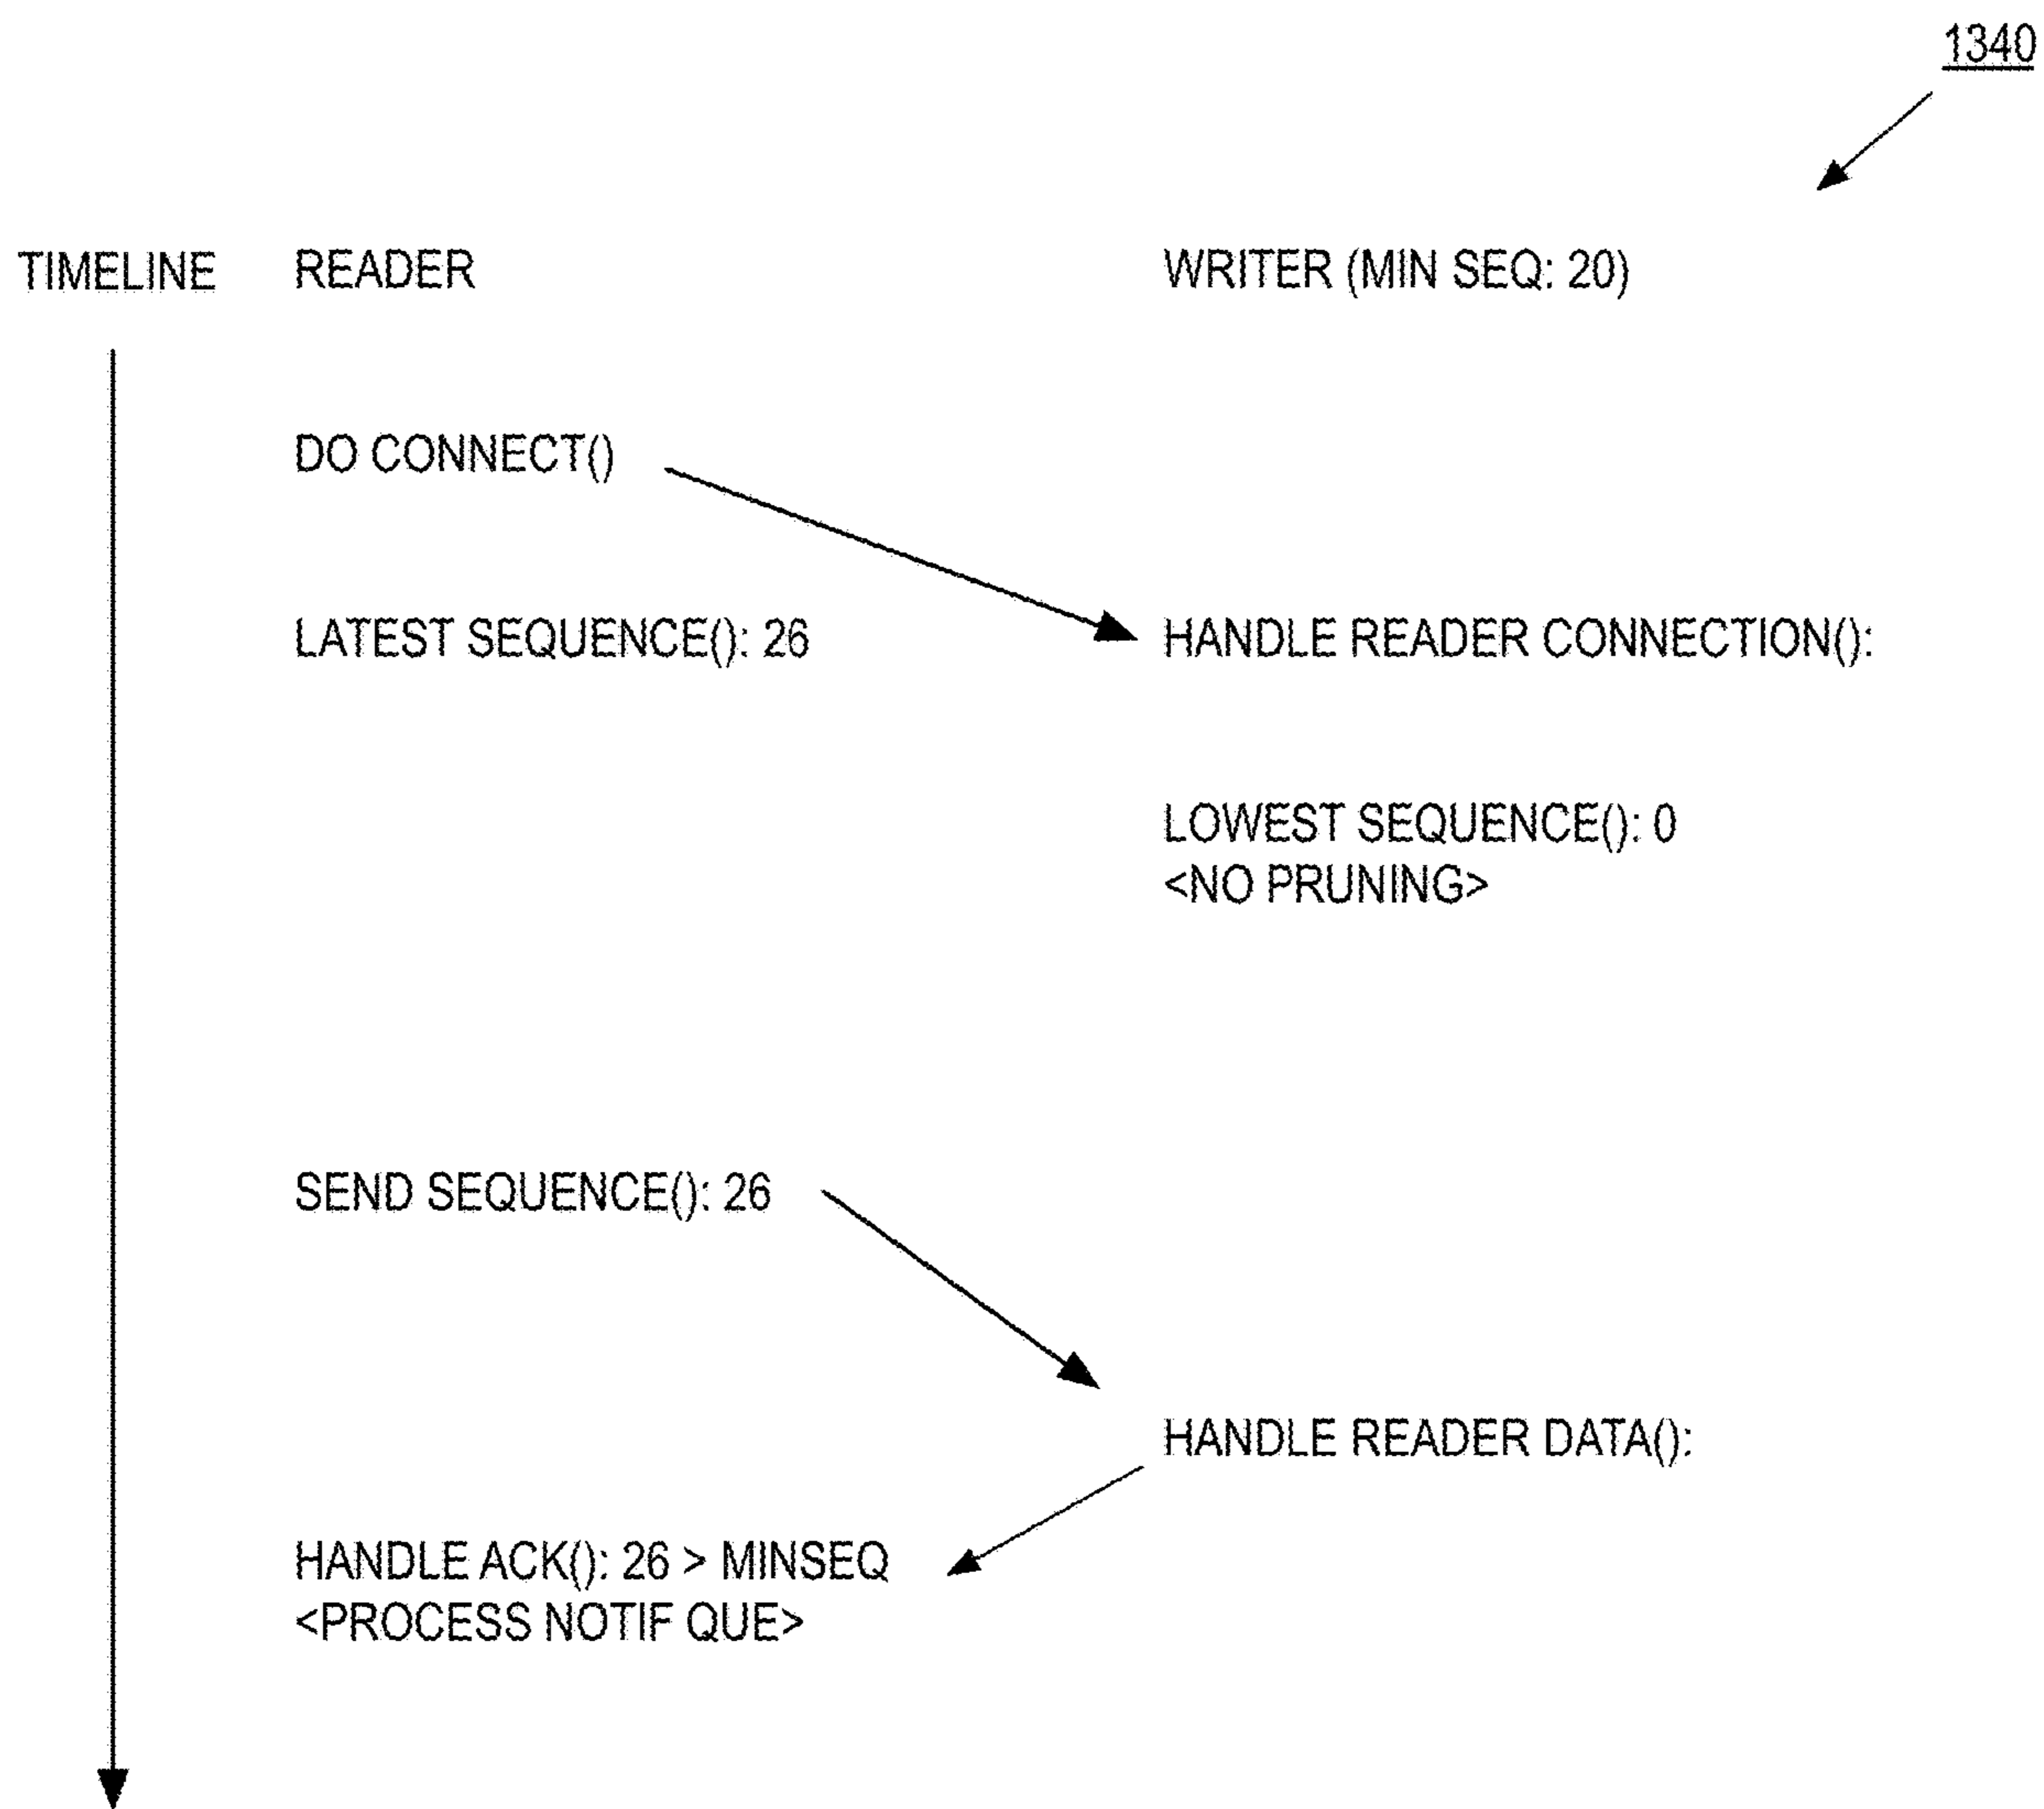 1340
TIMELINE READER WRITER (MIN SEQ: 20)
DO CONNECT()
LATEST SEQUENCE(): 26 HANDLE READER CONNECTION():
LOWEST SEQUENCE(): 0
<NO PRUNING>
SEND SEQUENCE(): 26
HANDLE READER DATA():
HANDLE ACK(): 26 > MINSEQ
<PROCESS NOTIF QUE>